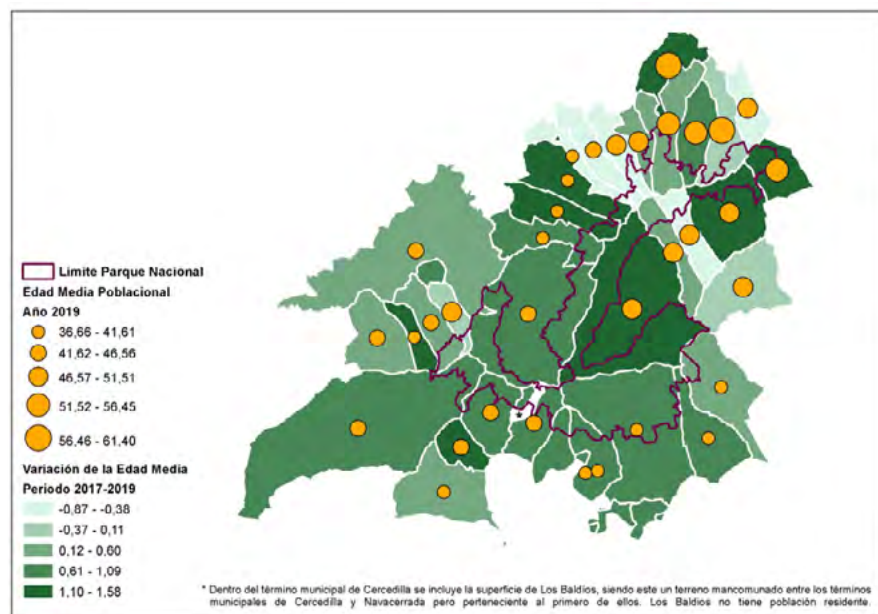 Limite Parque Nacional
Edad Media Poblacional
Año 2019
36,66 - 41,61
41,62 - 46,56
46,57 - 51,51
51,52 - 56,45
56,46 - 61,40
Variación de la Edad Media
Periodo 2017-2019
-0,87 - -0,38
-0,37 - 0,11
0,12 - 0,60
0,61 - 1,09
1,10 - 1,58
*
* Dentro del término municipal de Cercedilla se incluye la superficie de Los Baldíos, siendo este un terreno mancomunado entre los términos
municipales de Cercedilla y Navacerrada pero perteneciente al primero de ellos. Los Baldíos no tiene población residente.